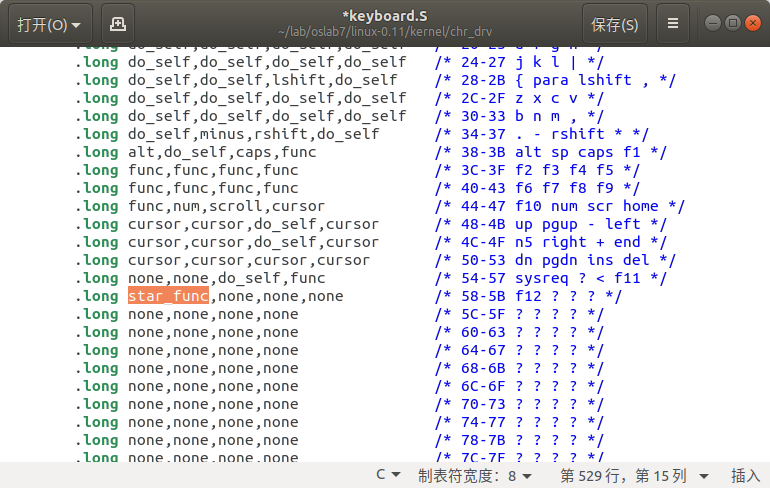 打开(O)
*keyboard.S
~/lab/oslab7/linux-0.11/kernel/chr_drv
保存(S)
.long do_self,do_self,do_self,do_self /* 24-27 j k l | */
.long do_self,do_self,lshift,do_self /* 28-2B { para lshift , */
.long do_self,do_self,do_self,do_self /* 2C-2F z x c v */
.long do_self,do_self,do_self,do_self /* 30-33 b n m , */
.long do_self,minus,rshift,do_self /* 34-37 . - rshift * */
.long alt,do_self,caps,func /* 38-3B alt sp caps f1 */
.long func,func,func,func /* 3C-3F f2 f3 f4 f5 */
.long func,func,func,func /* 40-43 f6 f7 f8 f9 */
.long func,num,scroll,cursor /* 44-47 f10 num scr home */
.long cursor,cursor,do_self,cursor /* 48-4B up pgup - left */
.long cursor,cursor,do_self,cursor /* 4C-4F n5 right + end */
.long cursor,cursor,cursor,cursor /* 50-53 dn pgdn ins del */
.long none,none,do_self,func /* 54-57 sysreq ? < f11 */
.long star_func,none,none,none /* 58-5B f12 ? ? ? */
.long none,none,none,none /* 5C-5F ? ? ? ? */
.long none,none,none,none /* 60-63 ? ? ? ? */
.long none,none,none,none /* 64-67 ? ? ? ? */
.long none,none,none,none /* 68-6B ? ? ? ? */
.long none,none,none,none /* 6C-6F ? ? ? ? */
.long none,none,none,none /* 70-73 ? ? ? ? */
.long none,none,none,none /* 74-77 ? ? ? ? */
.long none,none,none,none /* 78-7B ? ? ? ? */
.long none,none,none,none /* 7C-7F ? ? ? ? */
C 制表符宽度：8 第 529 行，第 15 列 插入